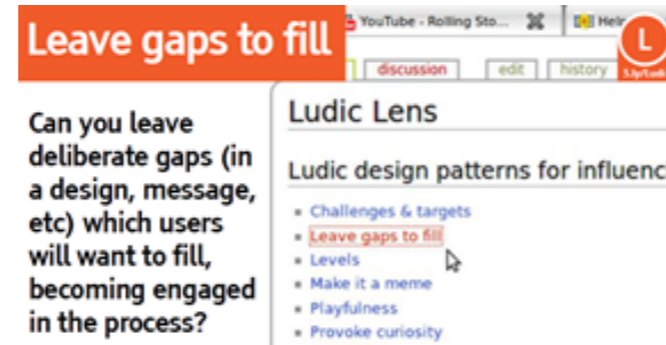 Leave gaps to fill
YouTube - Rolling Sto...
Help
L
discussion
edit
history
Can you leave
deliberate gaps (in
a design, message,
etc) which users
will want to fill,
becoming engaged
in the process?
Ludic Lens
Ludic design patterns for influenc
Challenges & targets
Leave gaps to fill
Levels
Make it a meme
Playfulness
Provoke curiosity